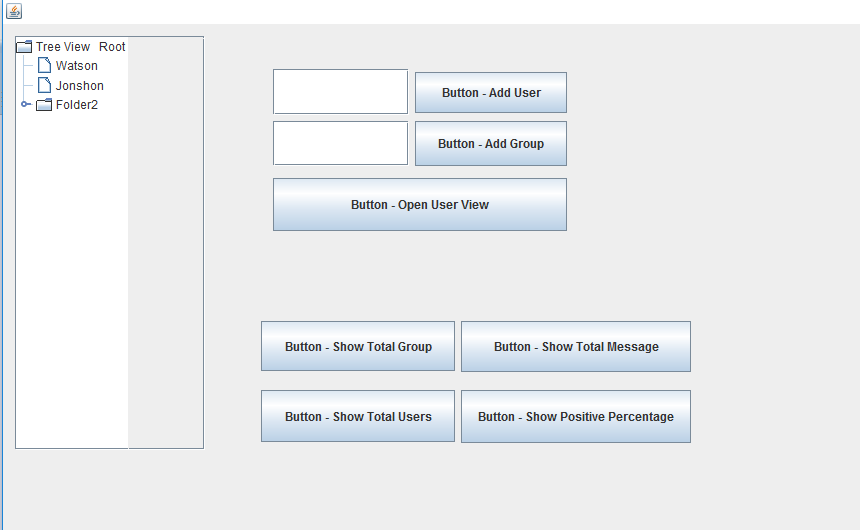 Tree View Root
Watson
Jonshon
Folder2
Button - Add User
Button - Add Group
Button - Open User View
Button - Show Total Group
Button - Show Total Message
Button - Show Total Users
Button - Show Positive Percentage